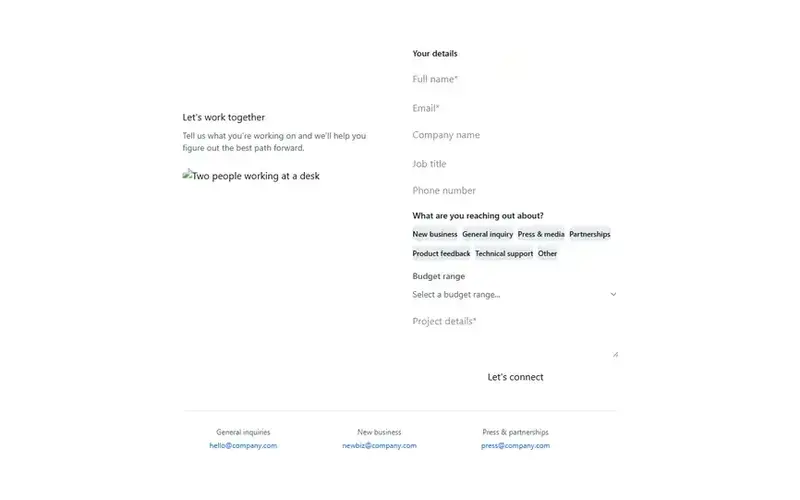 Let's work together
Tell us what you're working on and we'll help you
figure out the best path forward.
Two people working at a desk
Your details
Full name*
Email*
Company name
Job title
Phone number
What are you reaching out about?
New business General inquiry Press & media Partnerships
Product feedback Technical support Other
Budget range
Select a budget range...
Project details*
Let's connect
General inquiries New business Press & partnerships
hello@company.com newbiz@company.com press@company.com